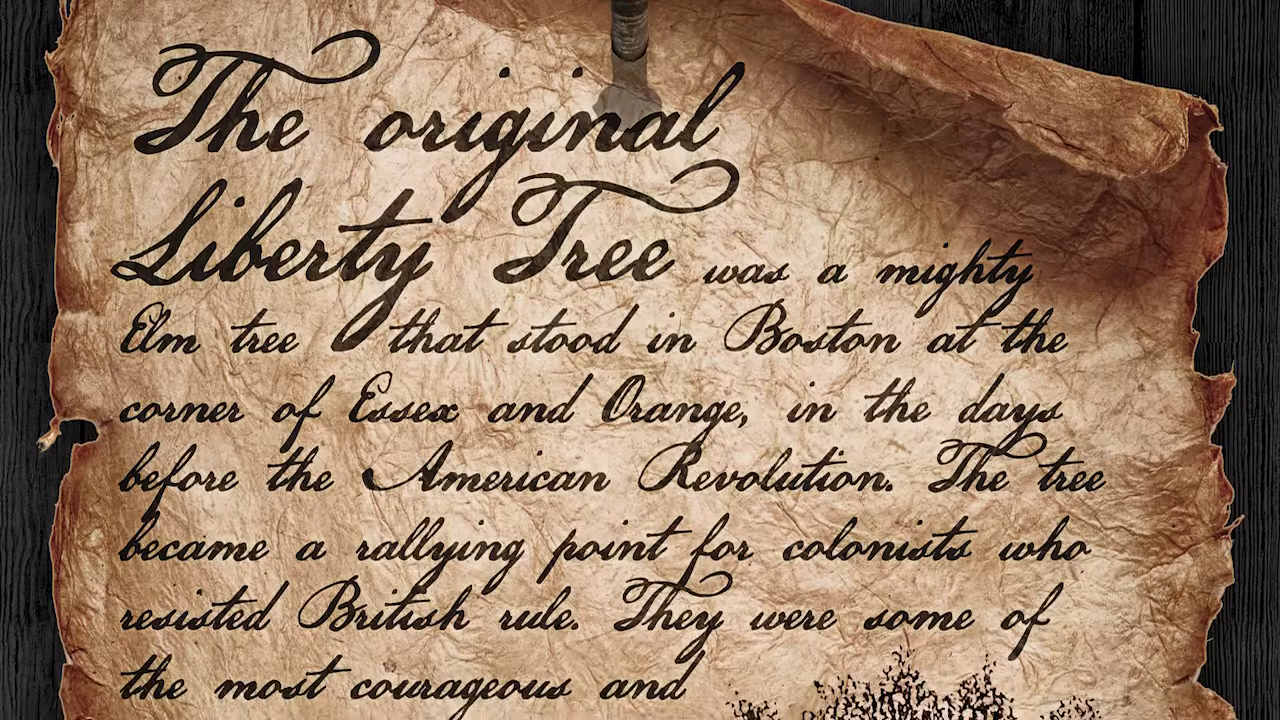 The original
Liberty Tree was a mighty
Elm tree that stood in Boston at the
corner of Essex and Orange, in the days
before the American Revolution. The tree
became a rallying point for colonists who
resisted British rule. They were some of
the most courageous and